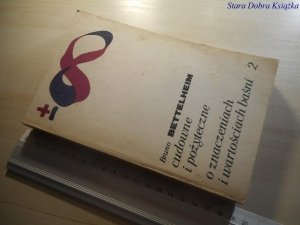 Stara Dobra Książka
Bruno BETTELHEIM
cudowne
i pożyteczne
o znaczeniach
i wartościach baśni 2